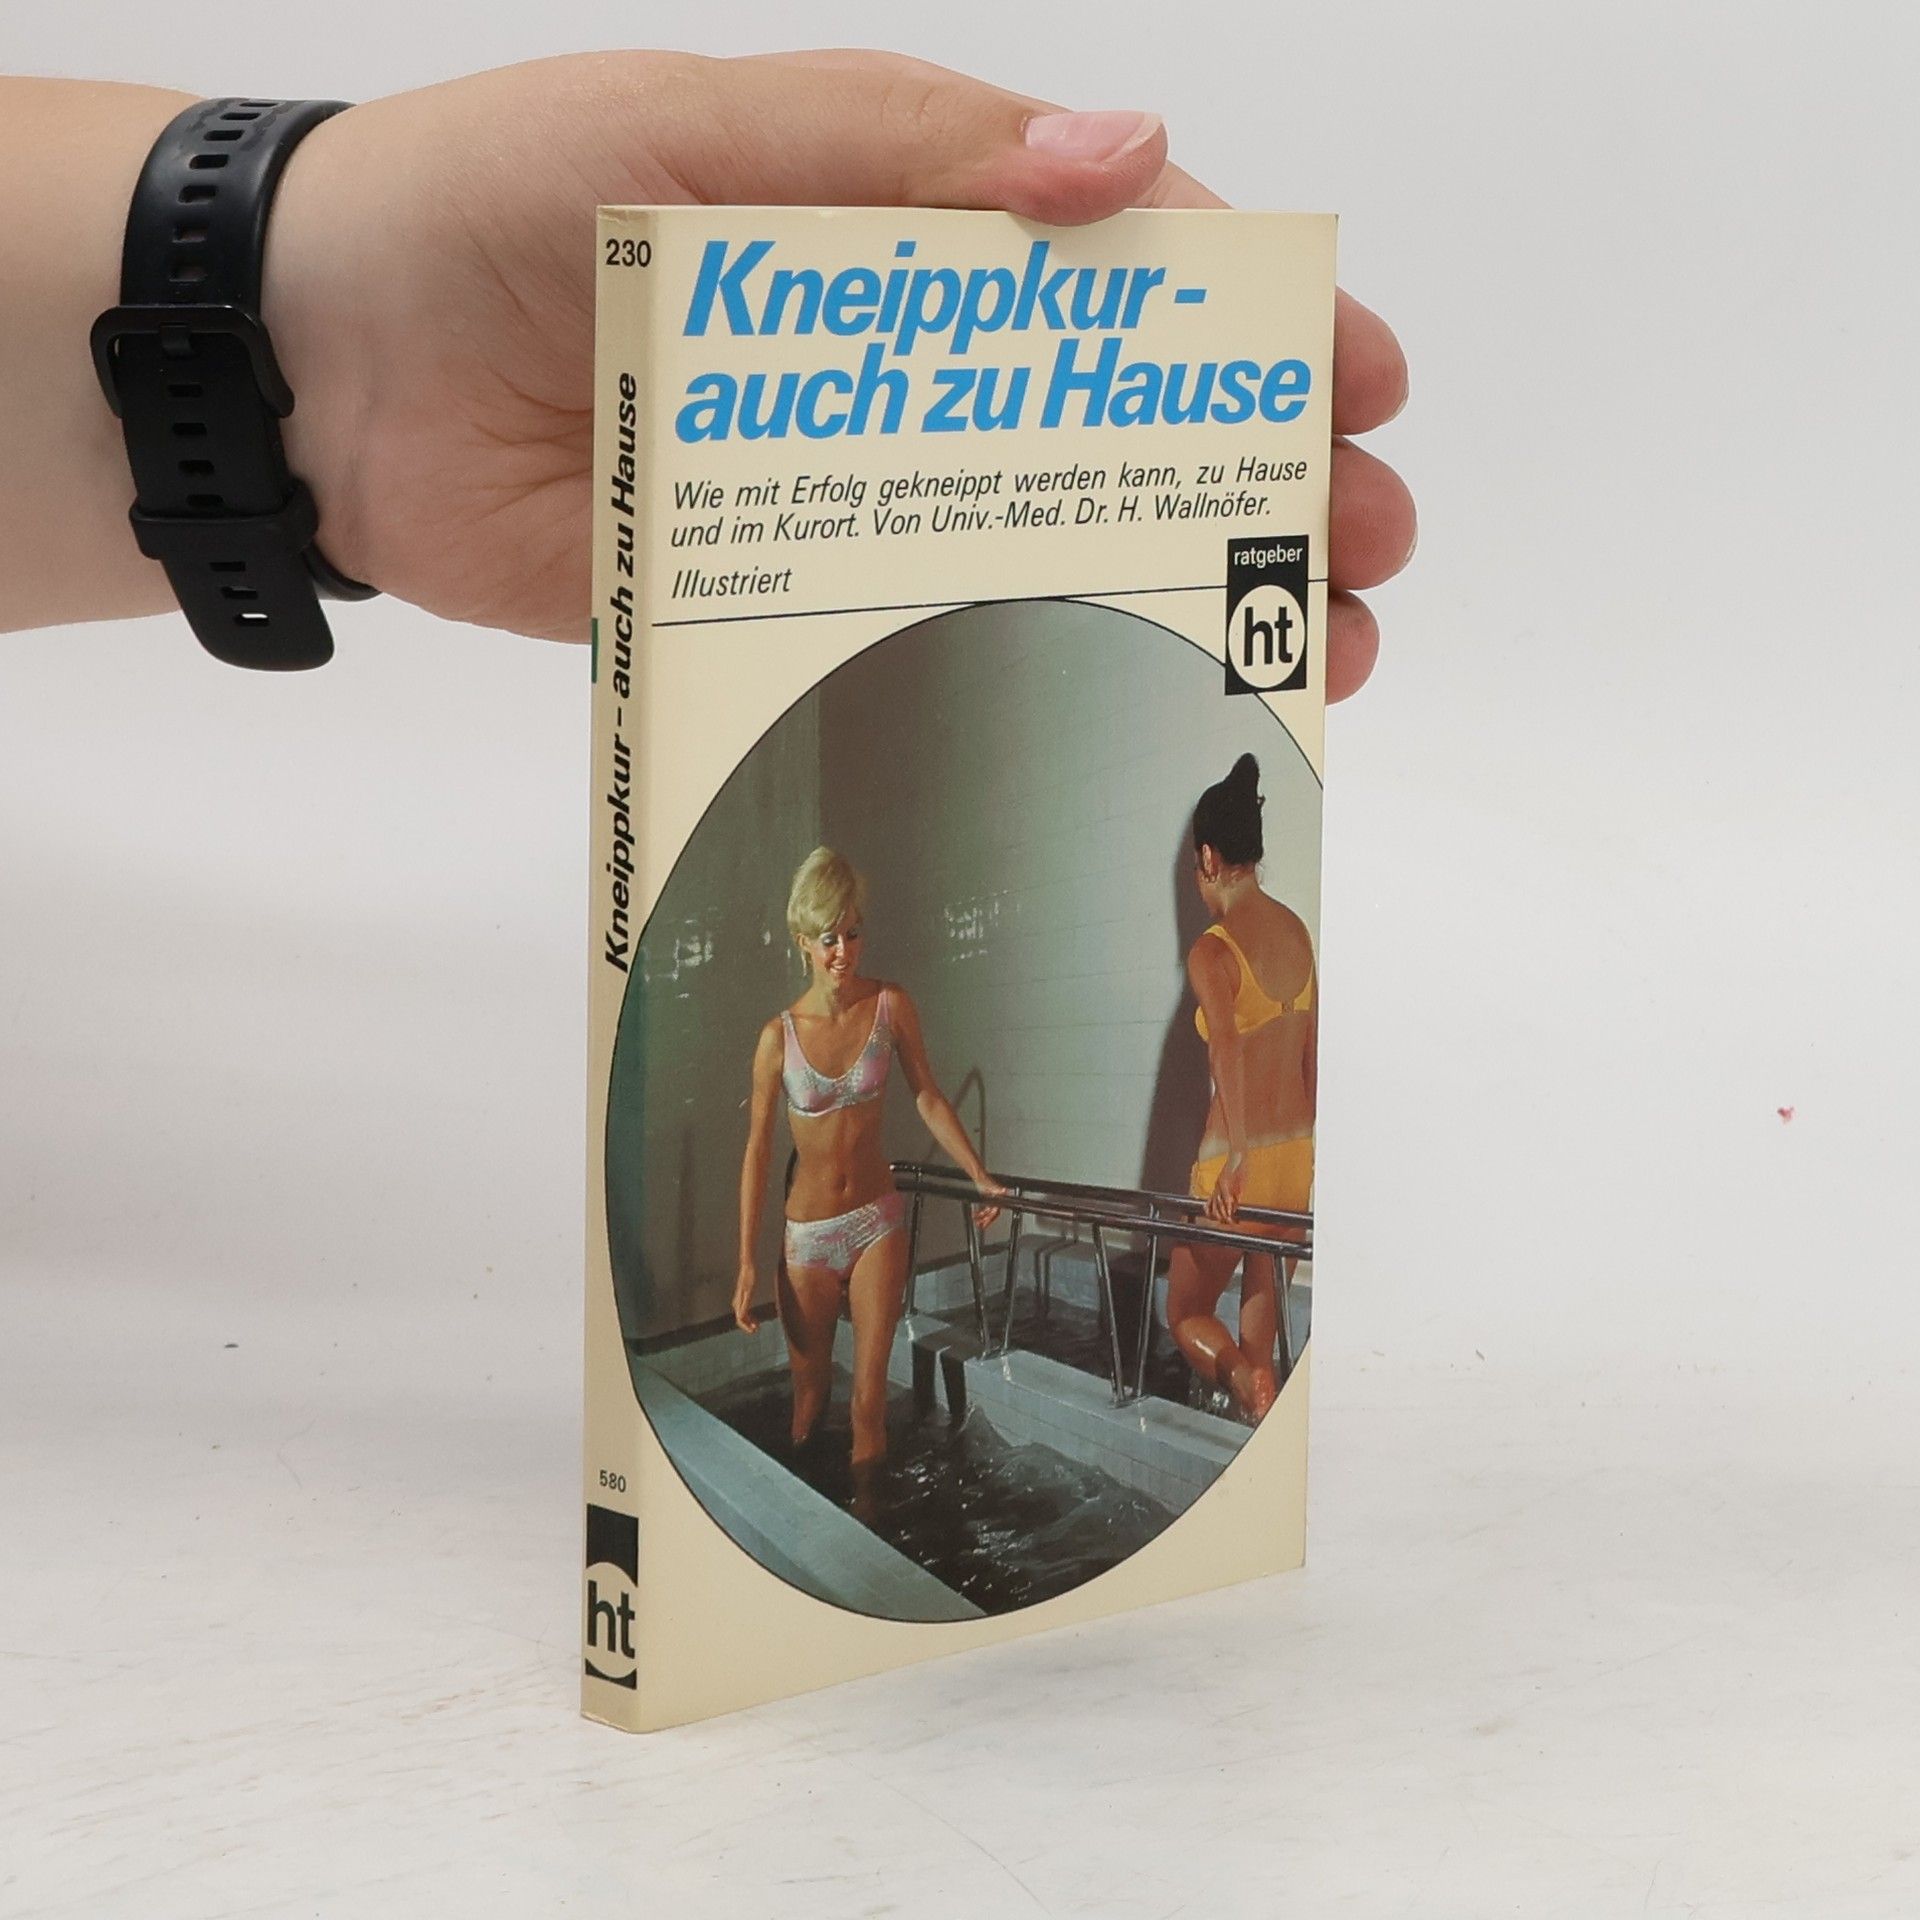 230
Kneippkur - auch zu Hause
580
ht
Kneippkur -
auch zu Hause
Wie mit Erfolg gekneippt werden kann, zu Hause
und im Kurort. Von Univ.-Med. Dr. H. Wallnöfer.
Illustriert
ratgeber
ht